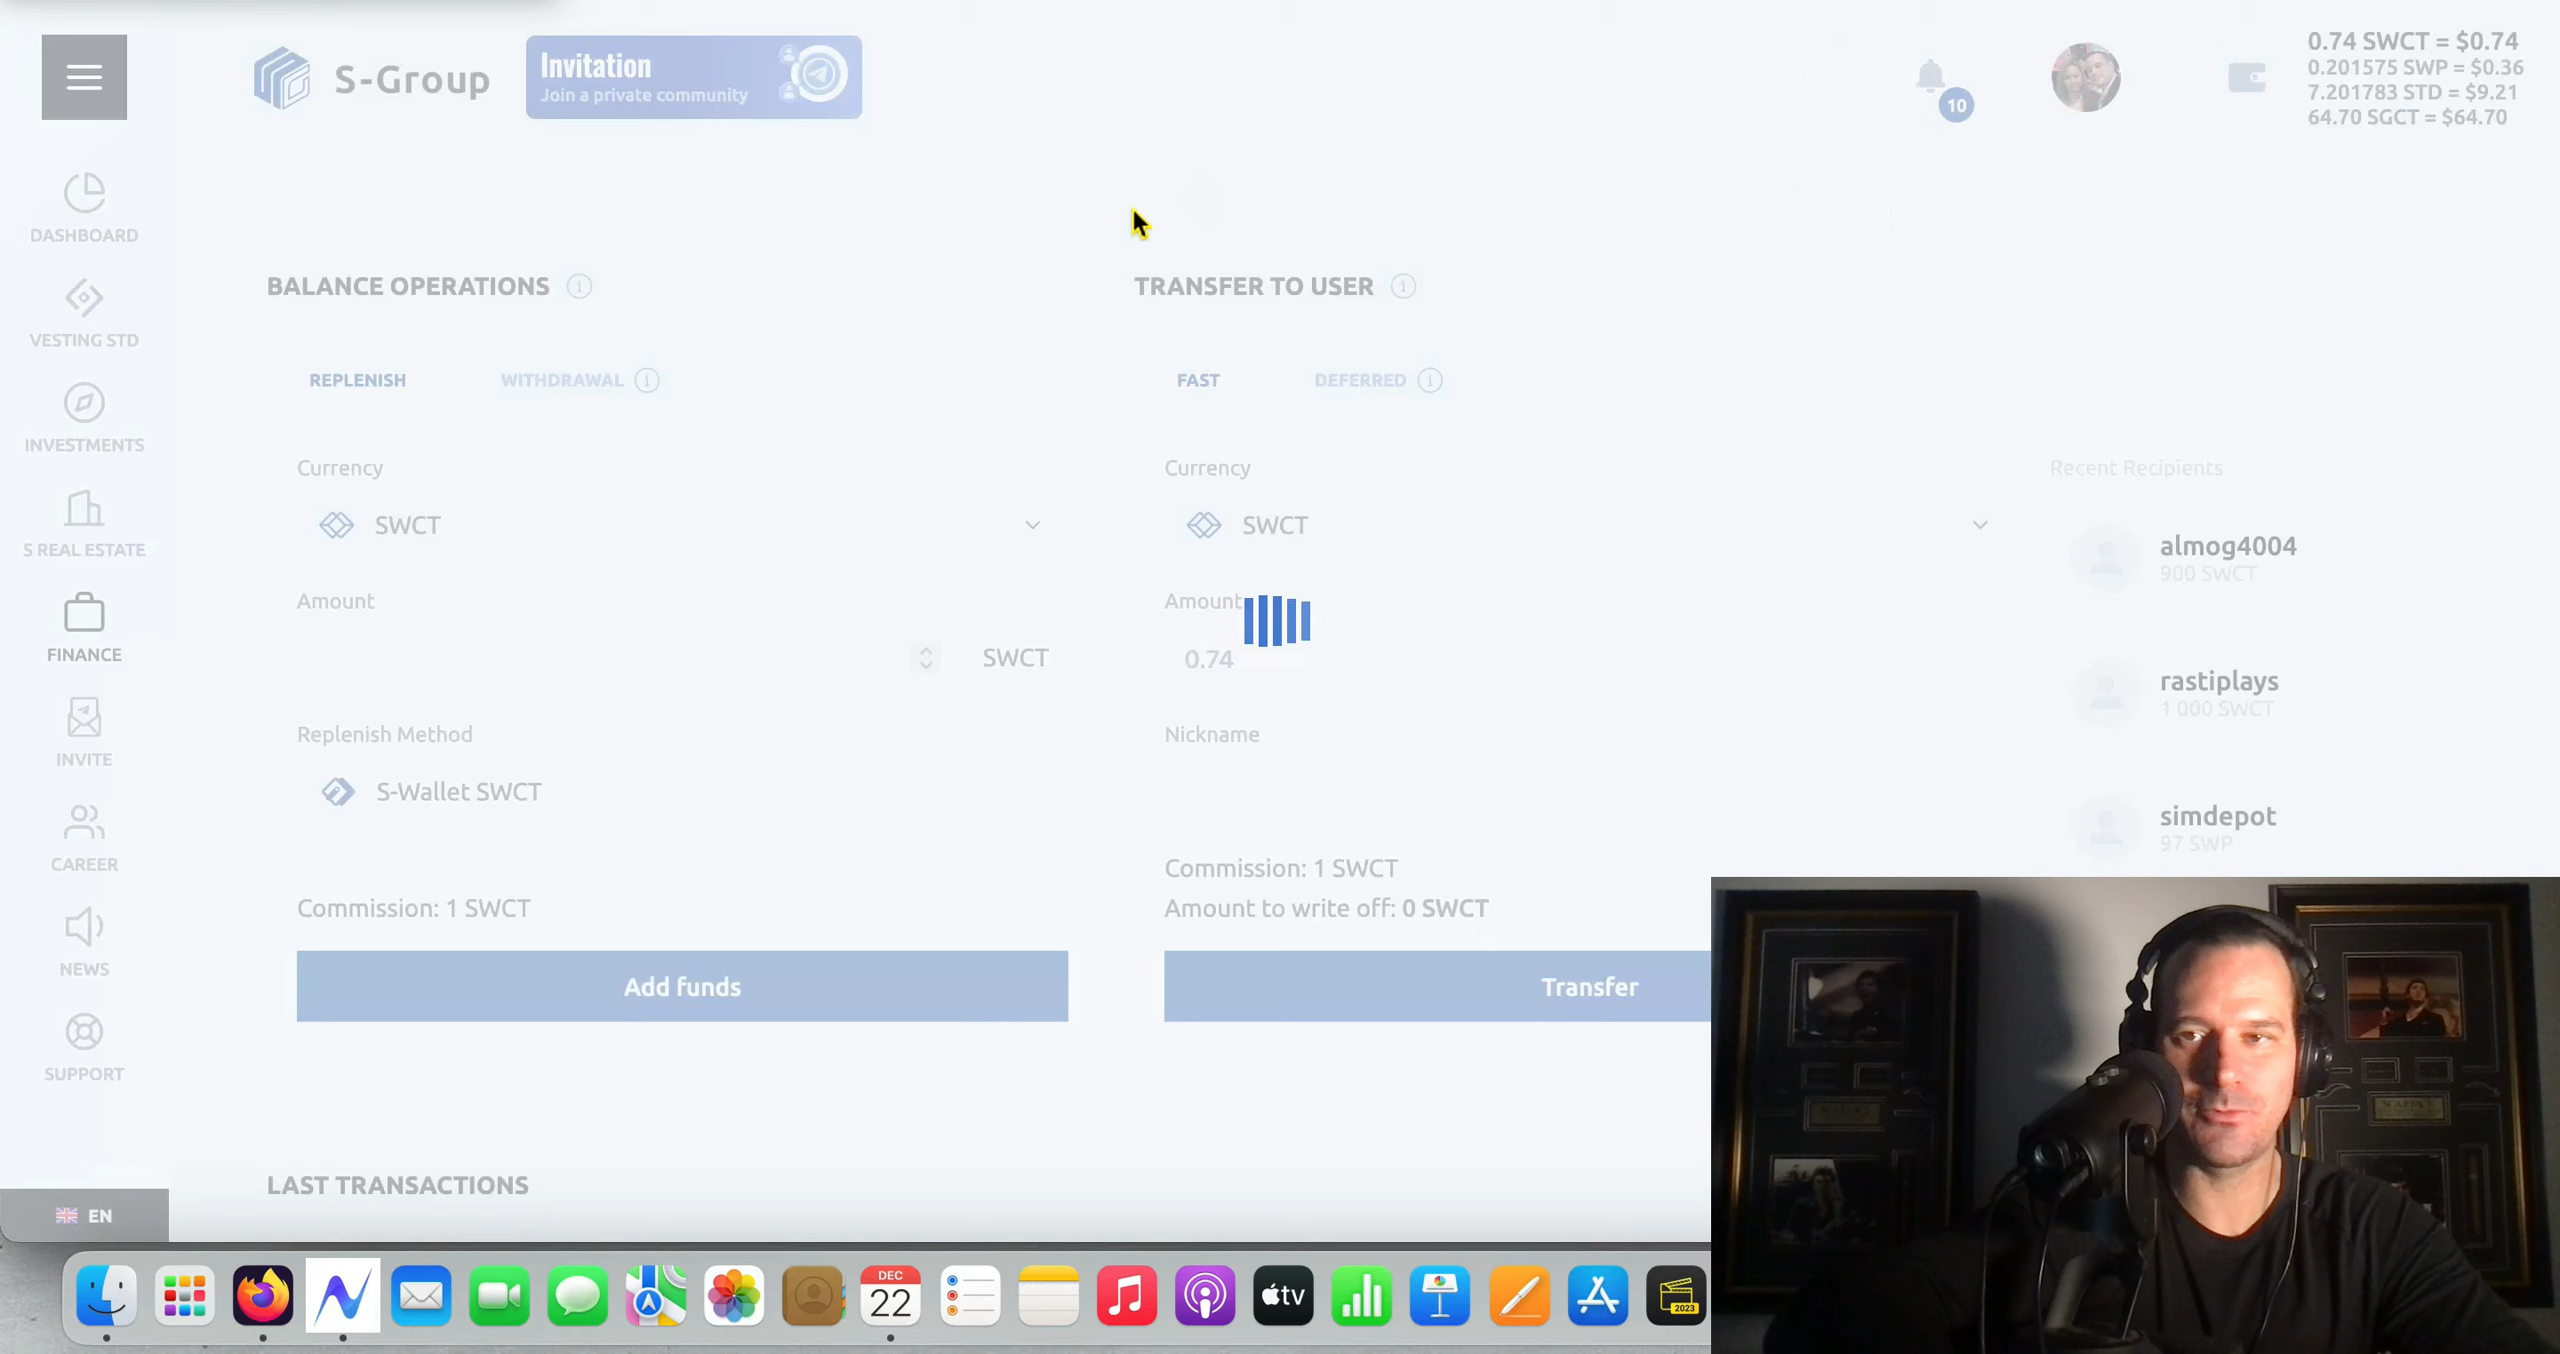 S-Group
Invitation
Join a private community
10
0.74 SWCT = $0.74
0.201575 SWP = $0.36
7.201783 STD = $9.21
64.70 SGCT = $64.70
DASHBOARD
VESTING STD
INVESTMENTS
S REAL ESTATE
FINANCE
INVITE
CAREER
NEWS
SUPPORT
EN
BALANCE OPERATIONS
REPLENISH WITHDRAWAL
Currency
SWCT
Amount
SWCT
Replenish Method
S-Wallet SWCT
Commission: 1 SWCT
Add funds
TRANSFER TO USER
FAST DEFERRED
Currency
SWCT
Amount
0.74
Nickname
Commission: 1 SWCT
Amount to write off: 0 SWCT
Transfer
Recent Recipients
almog4004
900 SWCT
rastiplays
1 000 SWCT
simdepot
97 SWP
LAST TRANSACTIONS
DEC
22
tv
2023
SCARFACE